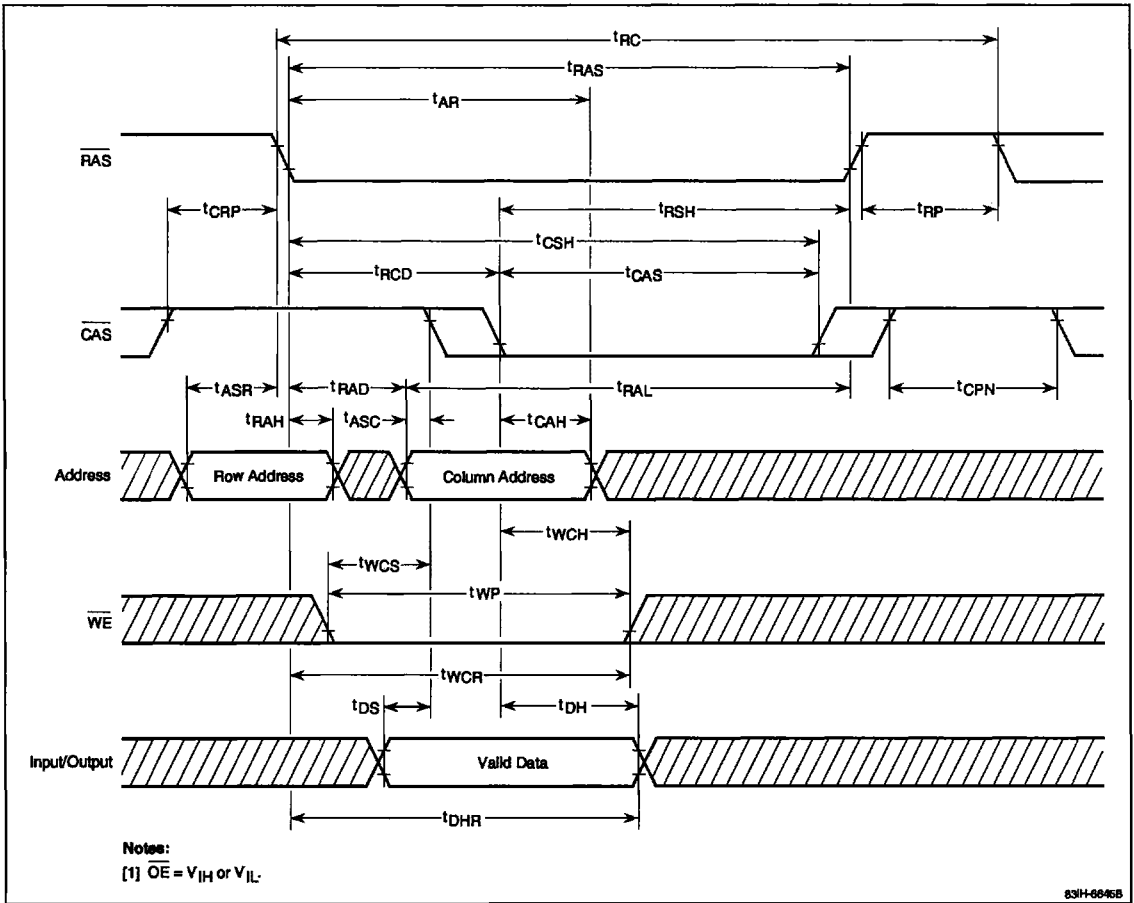 tRC
tRAS
tAR
RAS
tCRP
tRSH
tRP
tCSH
tRCD
tCAS
CAS
tASR
tRAD
tRAL
tCPN
tRAH
tASC
tCAH
Address
Row Address
Column Address
tWCH
tWCS
tWP
WE
tWCR
tDS
tDH
Input/Output
Valid Data
tDHR
Notes:
[1] OE = VIH or VIL.
83IH-6645B